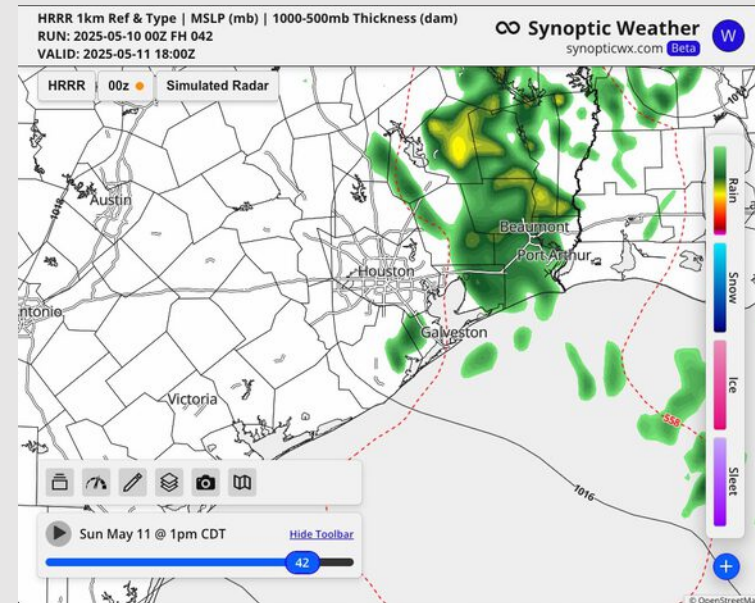 HRRR 1km Ref & Type | MSLP (mb) | 1000-500mb Thickness (dam)
RUN: 2025-05-10 00Z FH 042
VALID: 2025-05-11 18:00Z
Synoptic Weather
synopticwx.com Beta
W
HRRR 00z Simulated Radar
1018
Austin
Rain
Beaumont
Port Arthur
Houston
Snow
ntonio
Galveston
Ice
Victoria
558
1016
Sleet
Sun May 11 @ 1pm CDT
Hide Toolbar
42
+
© OpenStreetMa